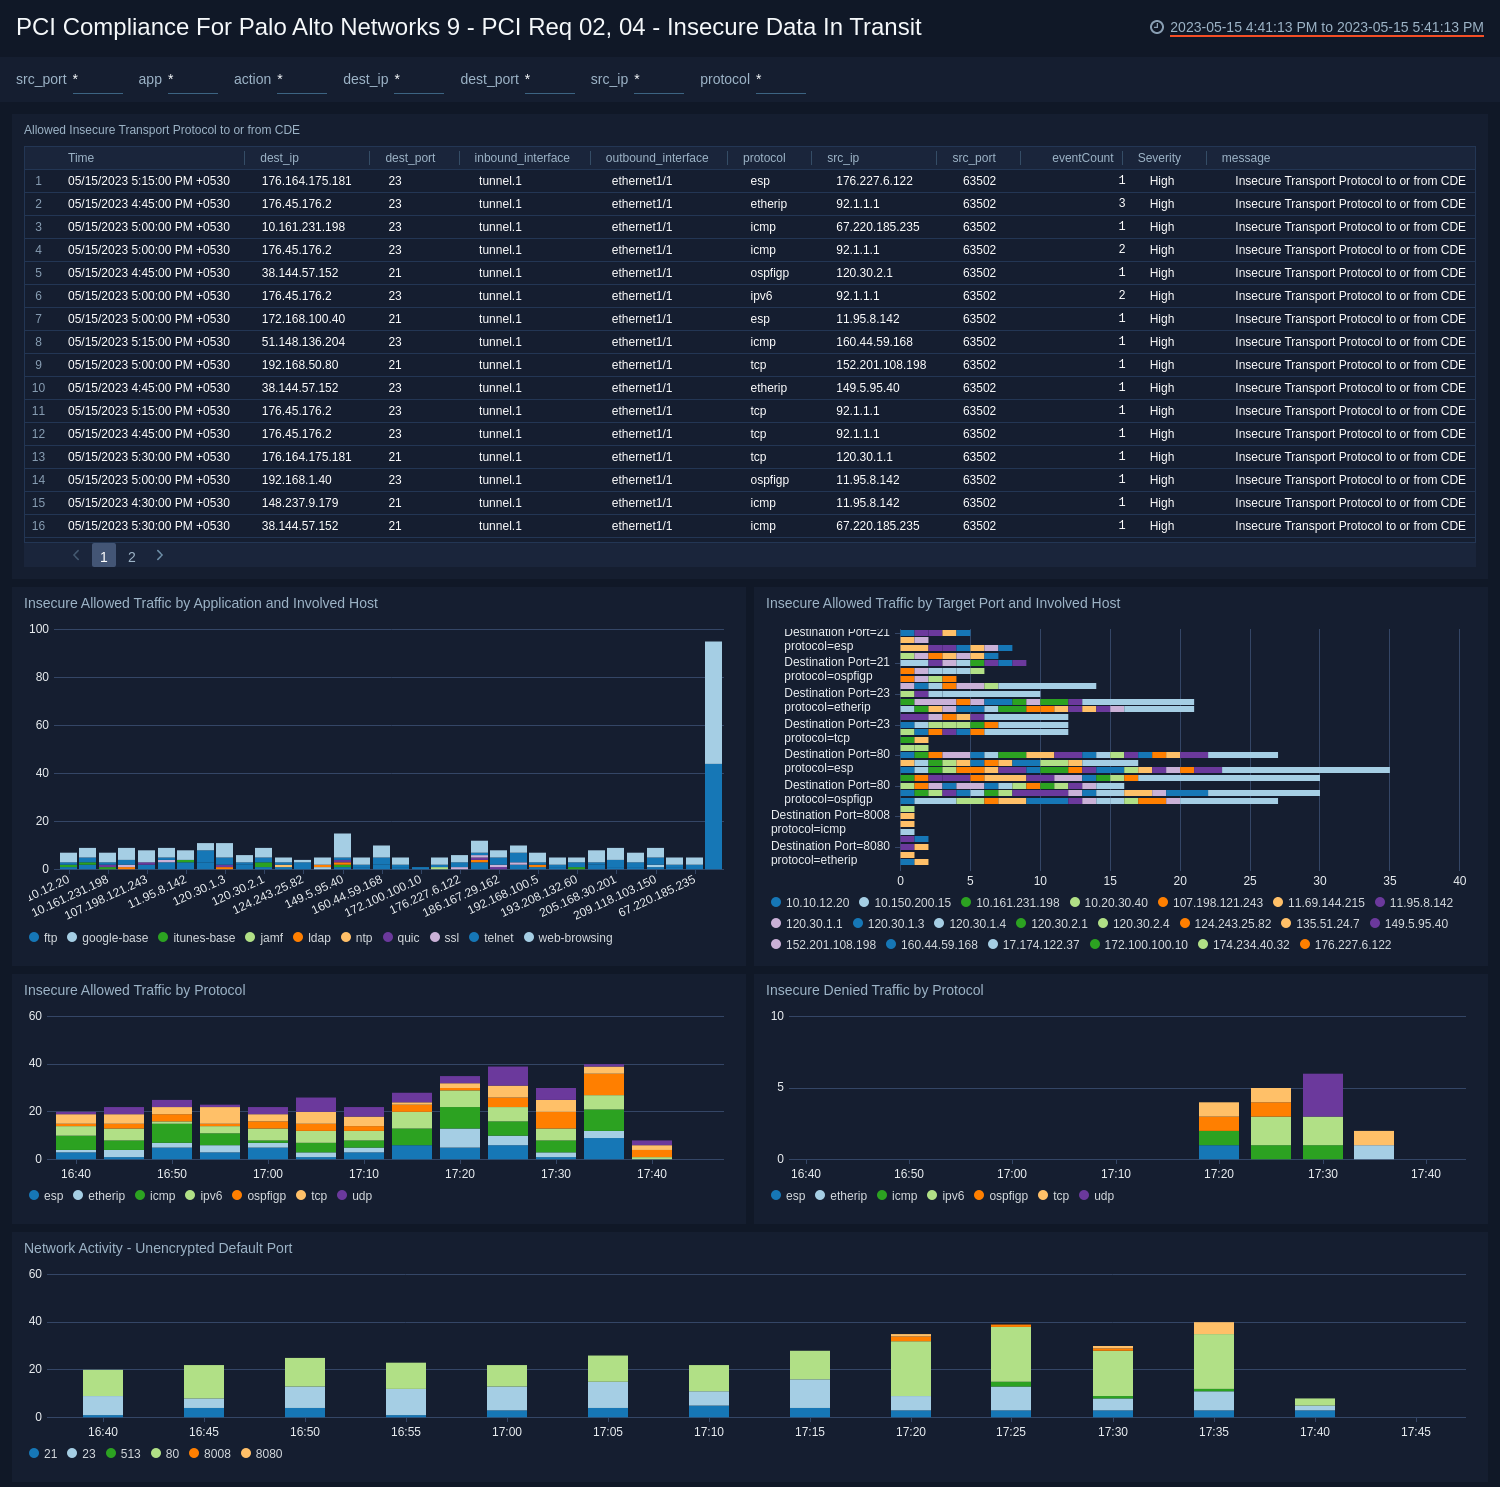 PCI Compliance For Palo Alto Networks 9 - PCI Req 02, 04 - Insecure Data In Transit
2023-05-15 4:41:13 PM to 2023-05-15 5:41:13 PM
src_port * app * action * dest_ip * dest_port * src_ip * protocol *
Allowed Insecure Transport Protocol to or from CDE
Time dest_ip dest_port inbound_interface outbound_interface protocol src_ip src_port eventCount Severity message
1 05/15/2023 5:15:00 PM +0530 176.164.175.181 23 tunnel.1 ethernet1/1 esp 176.227.6.122 63502 1 High Insecure Transport Protocol to or from CDE
2 05/15/2023 4:45:00 PM +0530 176.45.176.2 23 tunnel.1 ethernet1/1 etherip 92.1.1.1 63502 3 High Insecure Transport Protocol to or from CDE
3 05/15/2023 5:00:00 PM +0530 10.161.231.198 23 tunnel.1 ethernet1/1 icmp 67.220.185.235 63502 1 High Insecure Transport Protocol to or from CDE
4 05/15/2023 5:00:00 PM +0530 176.45.176.2 23 tunnel.1 ethernet1/1 icmp 92.1.1.1 63502 2 High Insecure Transport Protocol to or from CDE
5 05/15/2023 4:45:00 PM +0530 38.144.57.152 21 tunnel.1 ethernet1/1 ospfigp 120.30.2.1 63502 1 High Insecure Transport Protocol to or from CDE
6 05/15/2023 5:00:00 PM +0530 176.45.176.2 23 tunnel.1 ethernet1/1 ipv6 92.1.1.1 63502 2 High Insecure Transport Protocol to or from CDE
7 05/15/2023 5:00:00 PM +0530 172.168.100.40 21 tunnel.1 ethernet1/1 esp 11.95.8.142 63502 1 High Insecure Transport Protocol to or from CDE
8 05/15/2023 5:15:00 PM +0530 51.148.136.204 23 tunnel.1 ethernet1/1 icmp 160.44.59.168 63502 1 High Insecure Transport Protocol to or from CDE
9 05/15/2023 5:00:00 PM +0530 192.168.50.80 21 tunnel.1 ethernet1/1 tcp 152.201.108.198 63502 1 High Insecure Transport Protocol to or from CDE
10 05/15/2023 4:45:00 PM +0530 38.144.57.152 23 tunnel.1 ethernet1/1 etherip 149.5.95.40 63502 1 High Insecure Transport Protocol to or from CDE
11 05/15/2023 5:15:00 PM +0530 176.45.176.2 23 tunnel.1 ethernet1/1 tcp 92.1.1.1 63502 1 High Insecure Transport Protocol to or from CDE
12 05/15/2023 4:45:00 PM +0530 176.45.176.2 23 tunnel.1 ethernet1/1 tcp 92.1.1.1 63502 1 High Insecure Transport Protocol to or from CDE
13 05/15/2023 5:30:00 PM +0530 176.164.175.181 21 tunnel.1 ethernet1/1 tcp 120.30.1.1 63502 1 High Insecure Transport Protocol to or from CDE
14 05/15/2023 5:00:00 PM +0530 192.168.1.40 23 tunnel.1 ethernet1/1 ospfigp 11.95.8.142 63502 1 High Insecure Transport Protocol to or from CDE
15 05/15/2023 4:30:00 PM +0530 148.237.9.179 21 tunnel.1 ethernet1/1 icmp 11.95.8.142 63502 1 High Insecure Transport Protocol to or from CDE
16 05/15/2023 5:30:00 PM +0530 38.144.57.152 21 tunnel.1 ethernet1/1 icmp 67.220.185.235 63502 1 High Insecure Transport Protocol to or from CDE
1 2
Insecure Allowed Traffic by Application and Involved Host
100
80
60
40
20
0
10.161.231.198 107.198.121.243 11.95.8.142 120.30.1.3 120.30.2.1 124.243.25.82 149.5.95.40 160.44.59.168 172.100.100.10 176.227.6.122 186.167.29.162 192.168.100.5 193.208.132.60 205.168.30.201 209.118.103.150 67.220.185.235
ftp google-base itunes-base jamf ldap ntp quic ssl telnet web-browsing
Insecure Allowed Traffic by Target Port and Involved Host
Destination Port=21
protocol=esp
Destination Port=21
protocol=ospfigp
Destination Port=23
protocol=etherip
Destination Port=23
protocol=tcp
Destination Port=80
protocol=esp
Destination Port=80
protocol=ospfigp
Destination Port=8008
protocol=icmp
Destination Port=8080
protocol=etherip
0 5 10 15 20 25 30 35 40
10.10.12.20 10.150.200.15 10.161.231.198 10.20.30.40 107.198.121.243 11.69.144.215 11.95.8.142
120.30.1.1 120.30.1.3 120.30.1.4 120.30.2.1 120.30.2.4 124.243.25.82 135.51.24.7 149.5.95.40
152.201.108.198 160.44.59.168 17.174.122.37 172.100.100.10 174.234.40.32 176.227.6.122
Insecure Allowed Traffic by Protocol
60
40
20
0
16:40 16:50 17:00 17:10 17:20 17:30 17:40
esp etherip icmp ipv6 ospfigp tcp udp
Insecure Denied Traffic by Protocol
10
5
0
16:40 16:50 17:00 17:10 17:20 17:30 17:40
esp etherip icmp ipv6 ospfigp tcp udp
Network Activity - Unencrypted Default Port
60
40
20
0
16:40 16:45 16:50 16:55 17:00 17:05 17:10 17:15 17:20 17:25 17:30 17:35 17:40 17:45
21 23 513 80 8008 8080